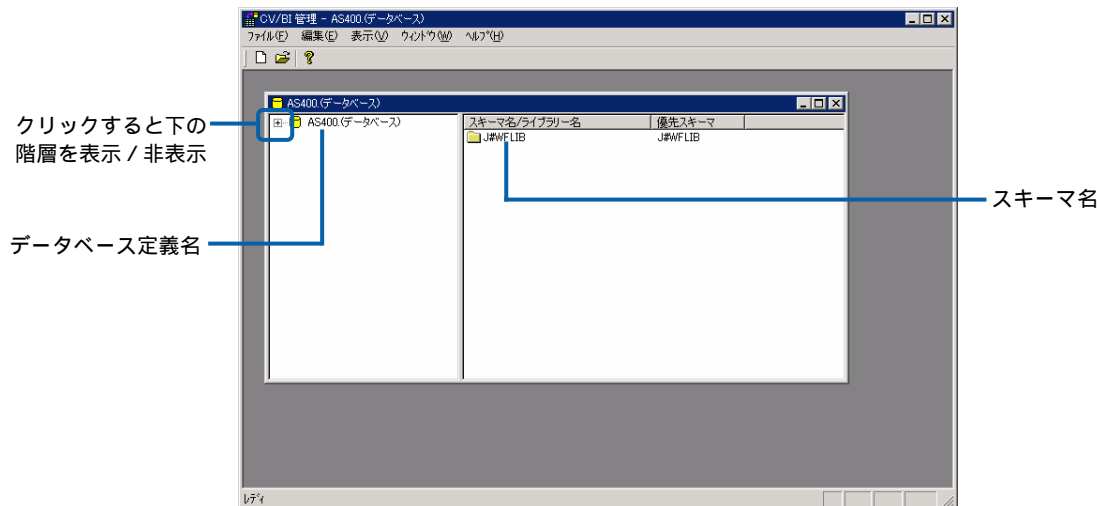 CV/BI 管理 - AS400.(データベース)
ファイル(F) 編集(E) 表示(V) ウィンドウ(W) ヘルプ(H)
AS400.(データベース)
クリックすると下の
階層を表示 / 非表示
AS400.(データベース)
スキーマ名/ライブラリー名 優先スキーマ
J#WFLIB J#WFLIB
スキーマ名
データベース定義名
レディ